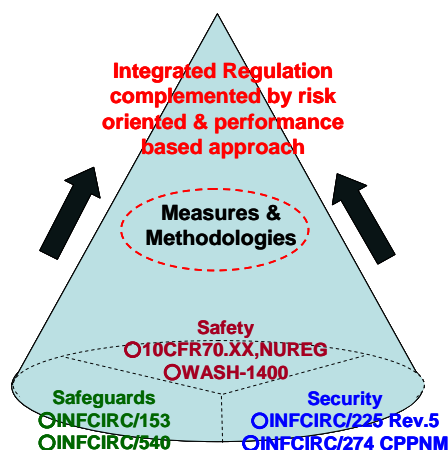 Integrated Regulation
complemented by risk
oriented & performance
based approach
Measures &
Methodologies
Safety
○10CFR70.XX,NUREG
○WASH-1400
Safeguards
○INFCIRC/153
○INFCIRC/540
Security
○INFCIRC/225 Rev.5
○INFCIRC/274 CPPNM